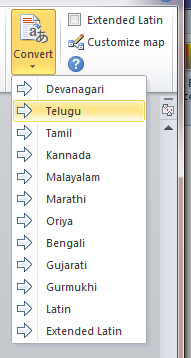 Extended Latin
Customize map
Convert
Devanagari
Telugu
Tamil
Kannada
Malayalam
Marathi
Oriya
Bengali
Gujarati
Gurmukhi
Latin
Extended Latin